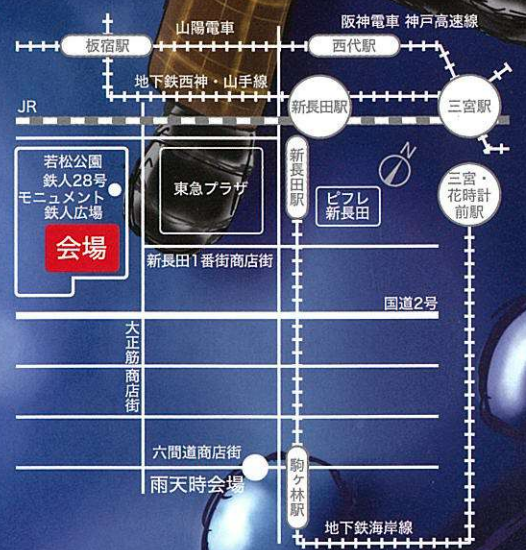 山陽電車
阪神電車 神戸高速線
板宿駅
西代駅
地下鉄西神・山手線
JR
新長田駅
三宮駅
若松公園
鉄人28号
モニュメント
鉄人広場
会場
東急プラザ
新長田駅
ピフレ
新長田
三宮・
花時計
前駅
新長田1番街商店街
国道2号
大正筋商店街
六間道商店街
雨天時会場
駒ヶ林駅
地下鉄海岸線
N